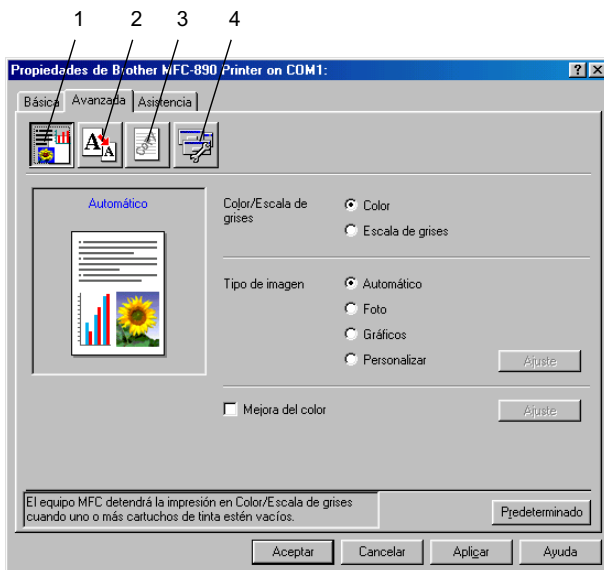 1 2 3 4
Propiedades de Brother MFC-890 Printer on COM1:
Básica Avanzada Asistencia
Automático
Color/Escala de grises
Color
Escala de grises
Tipo de imagen
Automático
Foto
Gráficos
Personalizar
Ajuste
Mejora del color
Ajuste
El equipo MFC detendrá la impresión en Color/Escala de grises
cuando uno o más cartuchos de tinta estén vacíos.
Predeterminado
Aceptar Cancelar Aplicar Ayuda